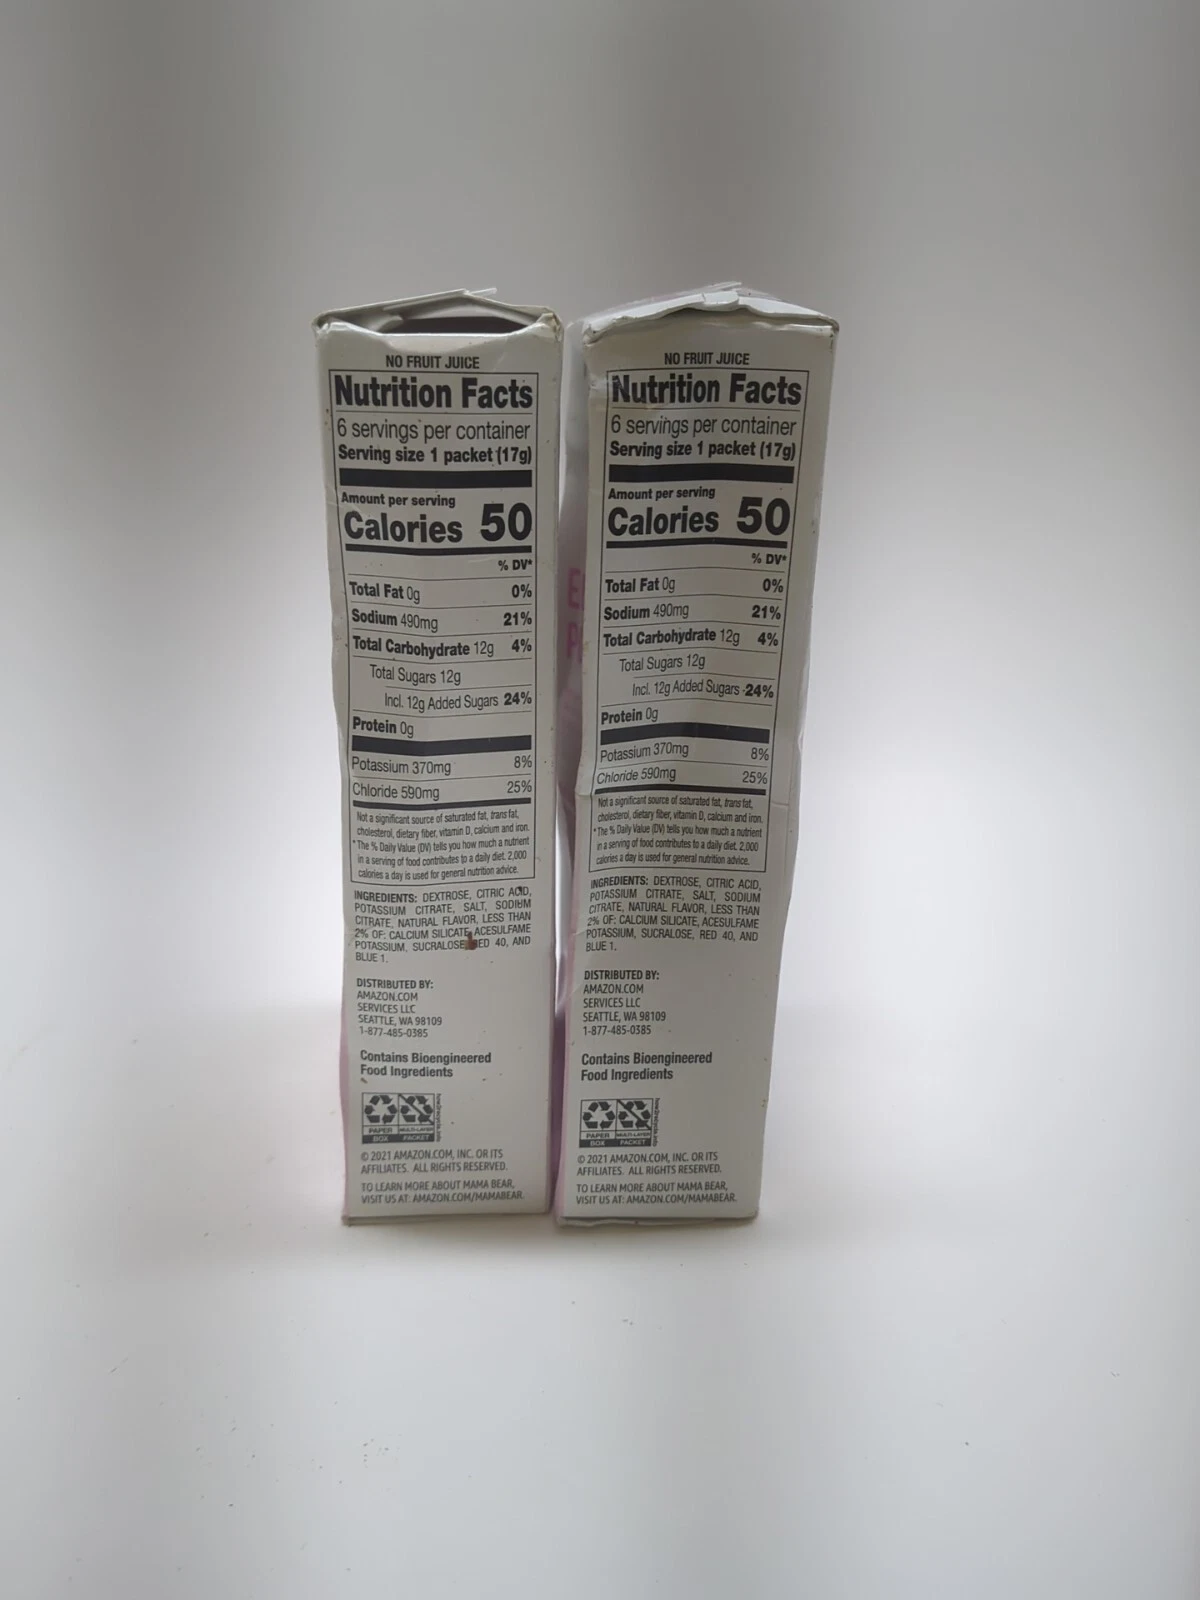 NO FRUIT JUICE
Nutrition Facts
6 servings per container
Serving size 1 packet (17g)
Amount per serving
Calories 50
% DV*
Total Fat 0g 0%
Sodium 490mg 21%
Total Carbohydrate 12g 4%
Total Sugars 12g
Incl. 12g Added Sugars 24%
Protein 0g
Potassium 370mg 8%
Chloride 590mg 25%
Not a significant source of saturated fat, trans fat,
cholesterol, dietary fiber, vitamin D, calcium and iron.
*The % Daily Value (DV) tells you how much a nutrient
in a serving of food contributes to a daily diet. 2,000
calories a day is used for general nutrition advice.
INGREDIENTS: DEXTROSE, CITRIC ACID,
POTASSIUM CITRATE, SALT, SODIUM
CITRATE, NATURAL FLAVOR, LESS THAN
2% OF: CALCIUM SILICATE, ACESULFAME
POTASSIUM, SUCRALOSE, RED 40, AND
BLUE 1.
DISTRIBUTED BY:
AMAZON.COM
SERVICES LLC
SEATTLE, WA 98109
1-877-485-0385
Contains Bioengineered
Food Ingredients
PAPER MULTI-LAYER
BOX PACKET
how2recycle.info
© 2021 AMAZON.COM, INC. OR ITS
AFFILIATES. ALL RIGHTS RESERVED.
TO LEARN MORE ABOUT MAMA BEAR,
VISIT US AT: AMAZON.COM/MAMABEAR.
NO FRUIT JUICE
Nutrition Facts
6 servings per container
Serving size 1 packet (17g)
Amount per serving
Calories 50
% DV*
Total Fat 0g 0%
Sodium 490mg 21%
Total Carbohydrate 12g 4%
Total Sugars 12g
Incl. 12g Added Sugars 24%
Protein 0g
Potassium 370mg 8%
Chloride 590mg 25%
Not a significant source of saturated fat, trans fat,
cholesterol, dietary fiber, vitamin D, calcium and iron.
*The % Daily Value (DV) tells you how much a nutrient
in a serving of food contributes to a daily diet. 2,000
calories a day is used for general nutrition advice.
INGREDIENTS: DEXTROSE, CITRIC ACID,
POTASSIUM CITRATE, SALT, SODIUM
CITRATE, NATURAL FLAVOR, LESS THAN
2% OF: CALCIUM SILICATE, ACESULFAME
POTASSIUM, SUCRALOSE, RED 40, AND
BLUE 1.
DISTRIBUTED BY:
AMAZON.COM
SERVICES LLC
SEATTLE, WA 98109
1-877-485-0385
Contains Bioengineered
Food Ingredients
PAPER MULTI-LAYER
BOX PACKET
how2recycle.info
© 2021 AMAZON.COM, INC. OR ITS
AFFILIATES. ALL RIGHTS RESERVED.
TO LEARN MORE ABOUT MAMA BEAR,
VISIT US AT: AMAZON.COM/MAMABEAR.